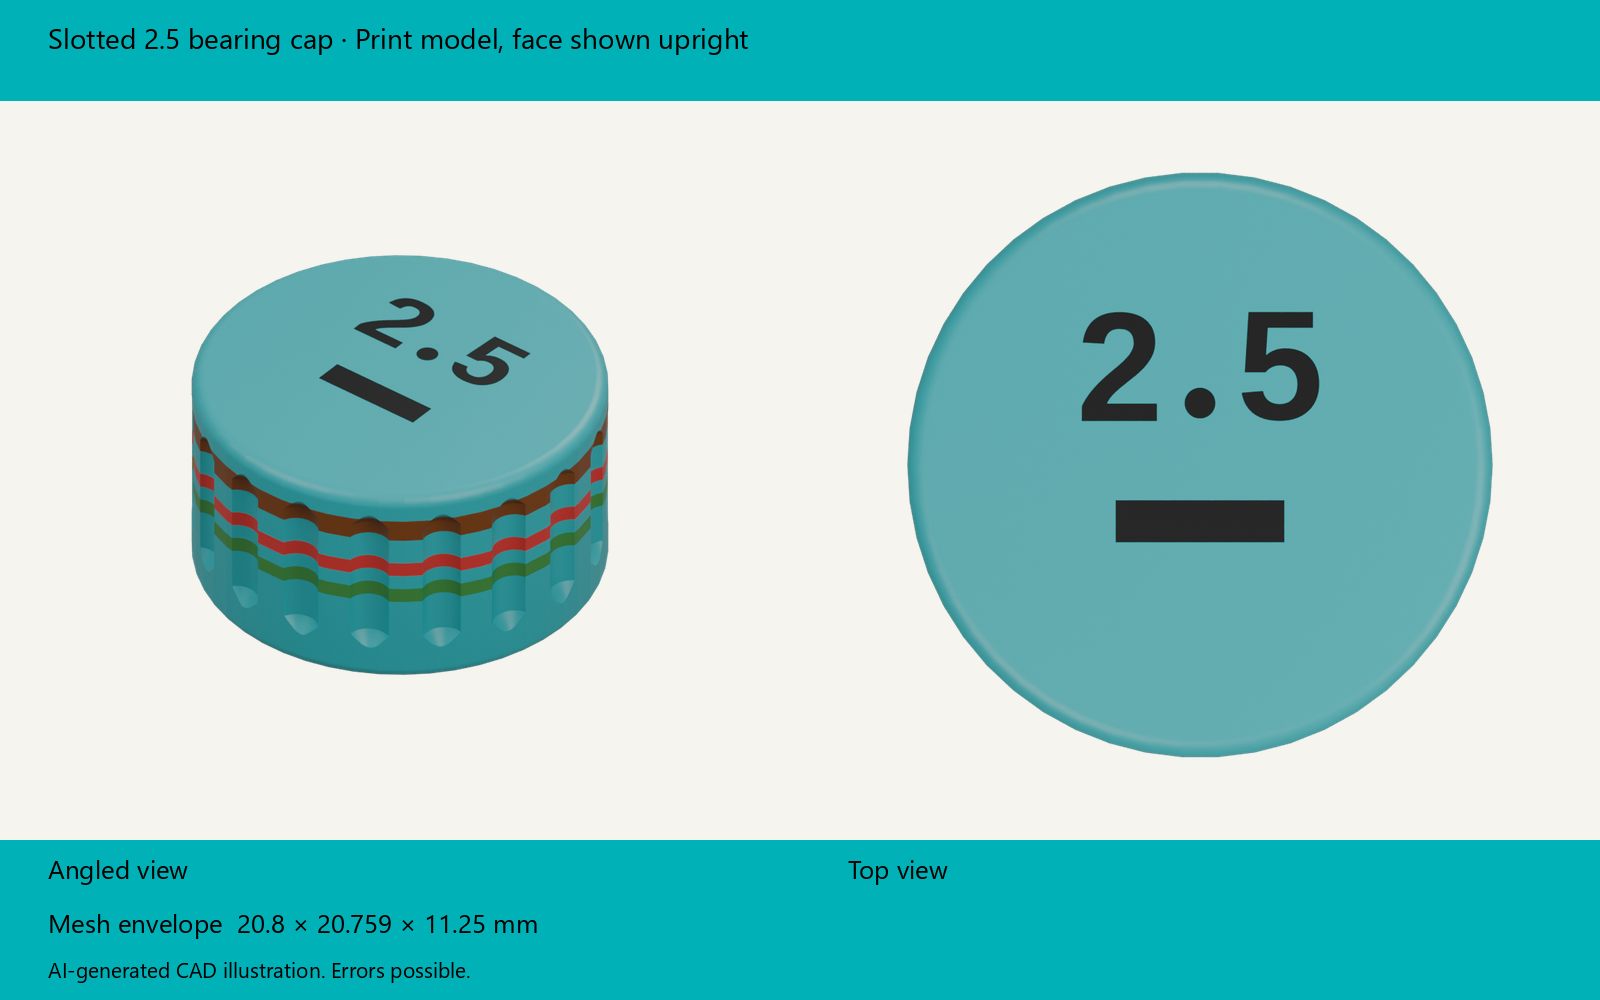 Slotted 2.5 bearing cap · Print model, face shown upright
2.5
2.5
Angled view
Top view
Mesh envelope 20.8 × 20.759 × 11.25 mm
AI-generated CAD illustration. Errors possible.